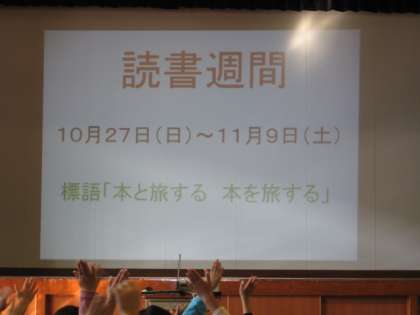 読書週間
10月27日(日)～11月9日(土)
標語「本と旅する　本を旅する」